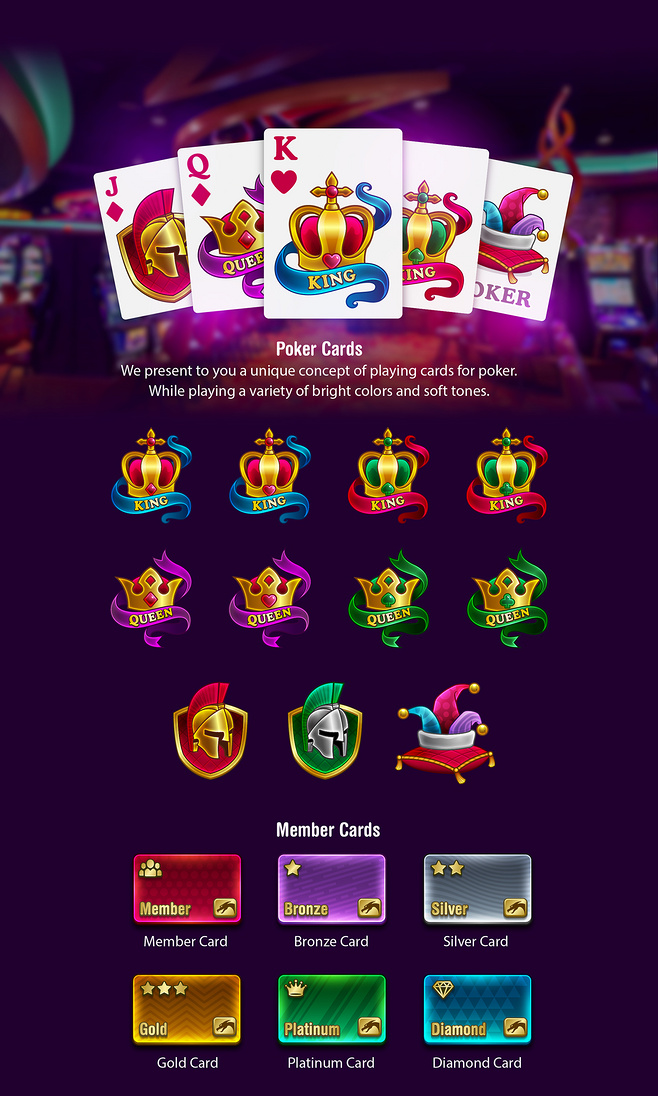 J
Q
QUEE
K
KING
KING
OKER
Poker Cards
We present to you a unique concept of playing cards for poker.
While playing a variety of bright colors and soft tones.
KING
KING
KING
KING
QUEEN
QUEEN
QUEEN
QUEEN
Member Cards
Member
Bronze
Silver
Member Card
Bronze Card
Silver Card
Gold
Platinum
Diamond
Gold Card
Platinum Card
Diamond Card